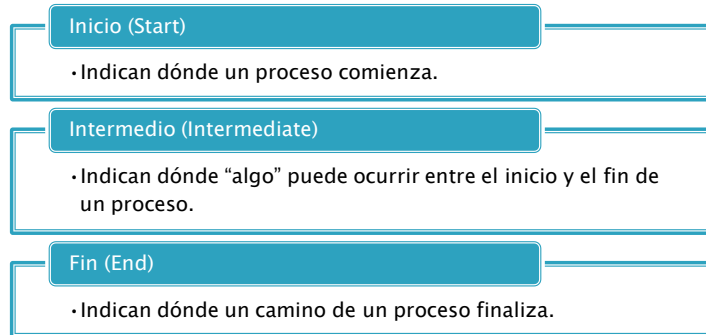 Inicio (Start)
•Indican dónde un proceso comienza.
Intermedio (Intermediate)
•Indican dónde “algo” puede ocurrir entre el inicio y el fin de
un proceso.
Fin (End)
•Indican dónde un camino de un proceso finaliza.